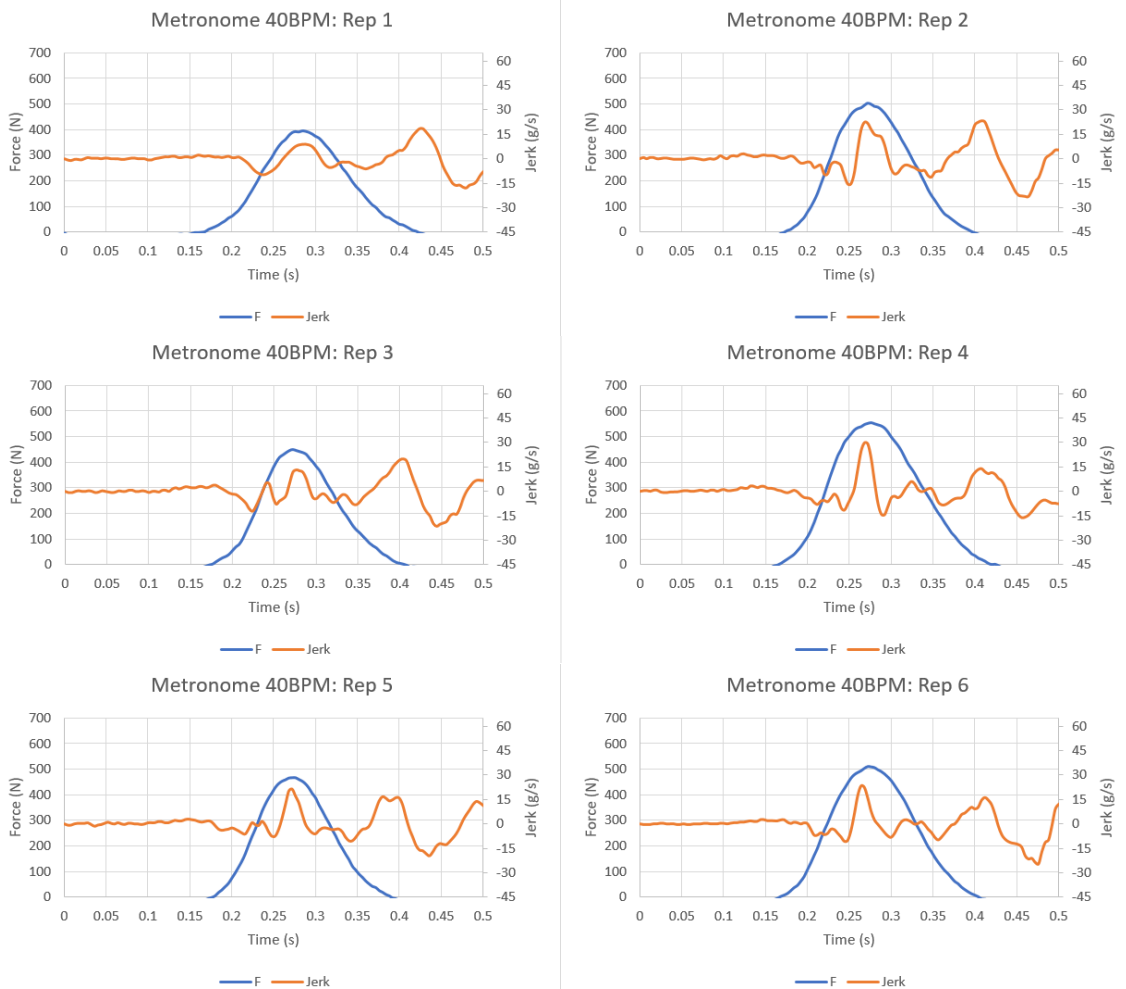 Metronome 40BPM: Rep 1
700
600
500
400
300
200
100
0
Force (N)
60
45
30
15
0
-15
-30
-45
Jerk (g/s)
0 0.05 0.1 0.15 0.2 0.25 0.3 0.35 0.4 0.45 0.5
Time (s)
F Jerk
Metronome 40BPM: Rep 2
700
600
500
400
300
200
100
0
Force (N)
60
45
30
15
0
-15
-30
-45
Jerk (g/s)
0 0.05 0.1 0.15 0.2 0.25 0.3 0.35 0.4 0.45 0.5
Time (s)
F Jerk
Metronome 40BPM: Rep 3
700
600
500
400
300
200
100
0
Force (N)
60
45
30
15
0
-15
-30
-45
Jerk (g/s)
0 0.05 0.1 0.15 0.2 0.25 0.3 0.35 0.4 0.45 0.5
Time (s)
F Jerk
Metronome 40BPM: Rep 4
700
600
500
400
300
200
100
0
Force (N)
60
45
30
15
0
-15
-30
-45
Jerk (g/s)
0 0.05 0.1 0.15 0.2 0.25 0.3 0.35 0.4 0.45 0.5
Time (s)
F Jerk
Metronome 40BPM: Rep 5
700
600
500
400
300
200
100
0
Force (N)
60
45
30
15
0
-15
-30
-45
Jerk (g/s)
0 0.05 0.1 0.15 0.2 0.25 0.3 0.35 0.4 0.45 0.5
Time (s)
F Jerk
Metronome 40BPM: Rep 6
700
600
500
400
300
200
100
0
Force (N)
60
45
30
15
0
-15
-30
-45
Jerk (g/s)
0 0.05 0.1 0.15 0.2 0.25 0.3 0.35 0.4 0.45 0.5
Time (s)
F Jerk